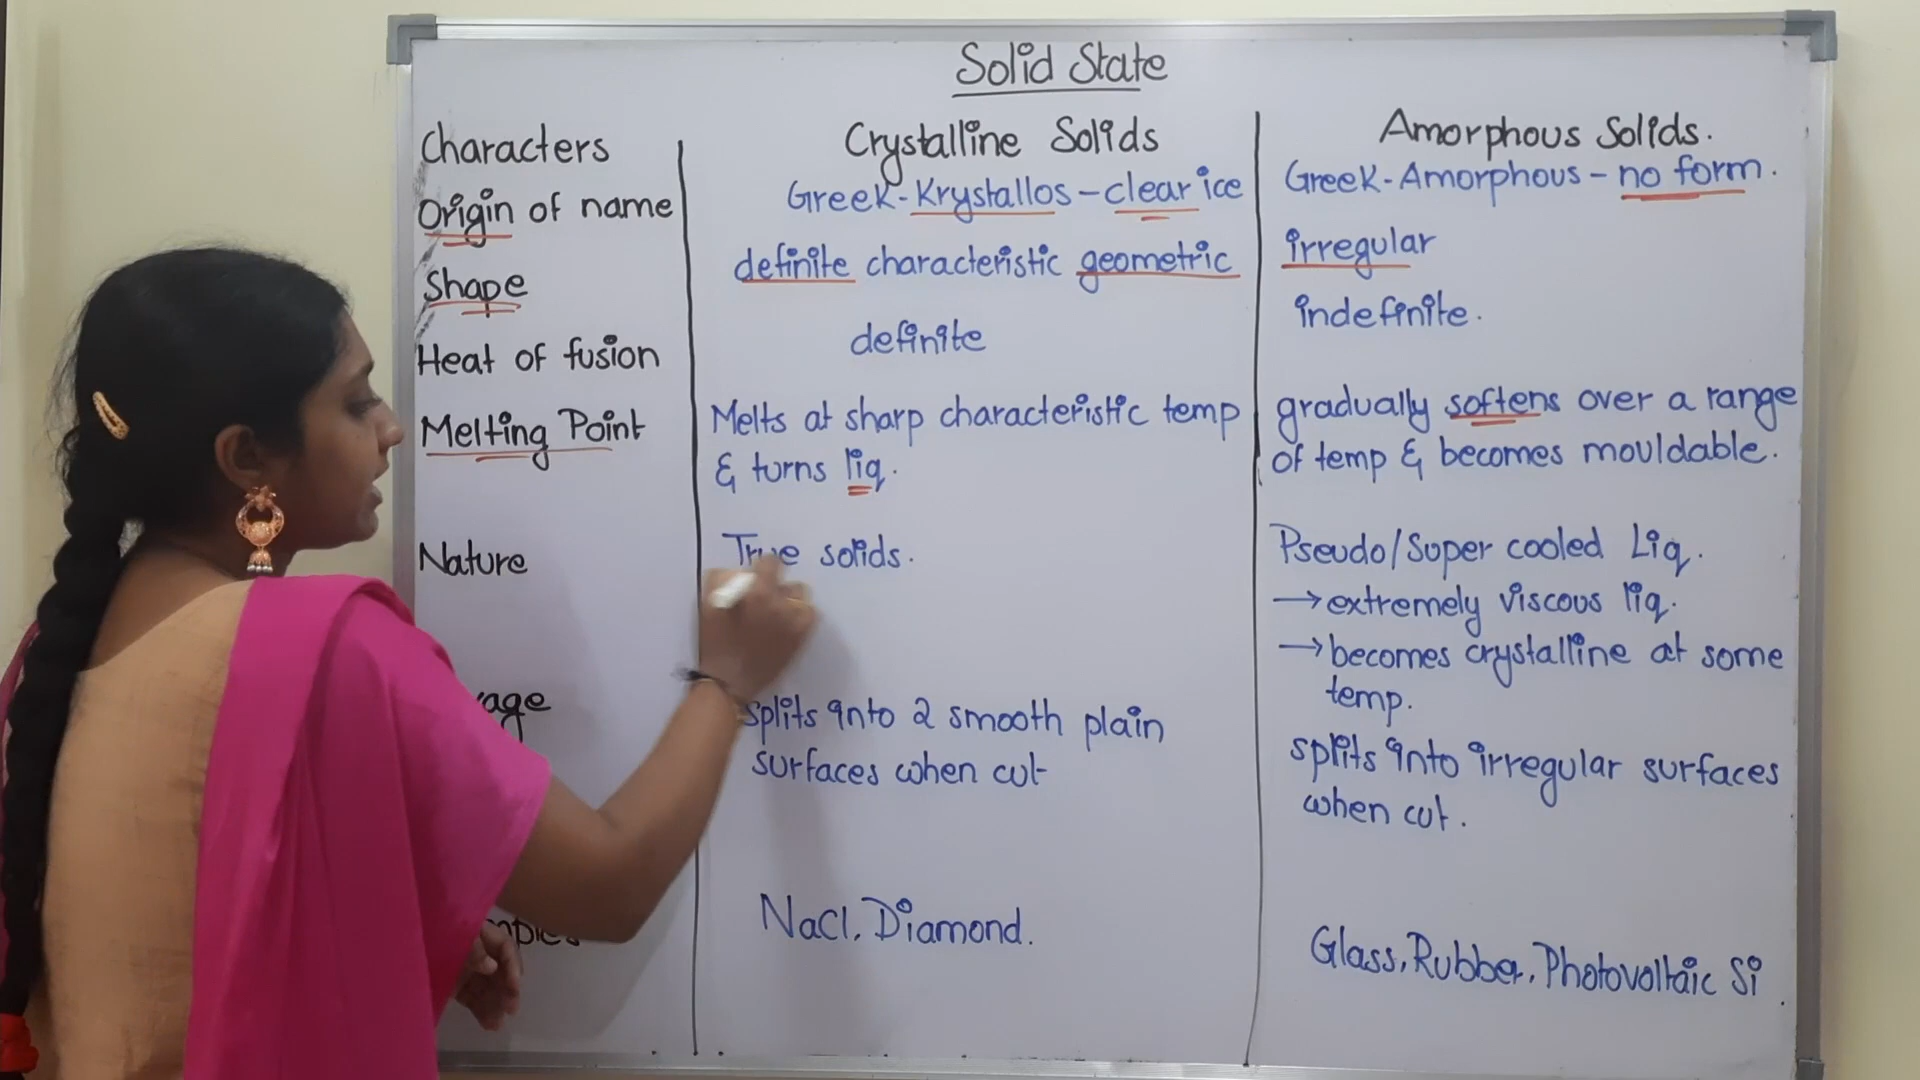 Solid State
Characters
Crystalline Solids
Amorphous Solids.
Origin of name
Greek-Krystallos-clear ice
Greek-Amorphous-no form.
Shape
definite characteristic geometric
irregular
Heat of fusion
definite
indefinite.
Melting Point
Melts at sharp characteristic temp
& turns liq.
gradually softens over a range
of temp & becomes mouldable.
Nature
True solids.
Pseudo/Super cooled Liq.
→extremely viscous liq.
→becomes crystalline at some
temp.
splits into 2 smooth plain
surfaces when cut
splits into irregular surfaces
when cut.
NaCl, Diamond.
Glass, Rubber, Photovoltaic Si.